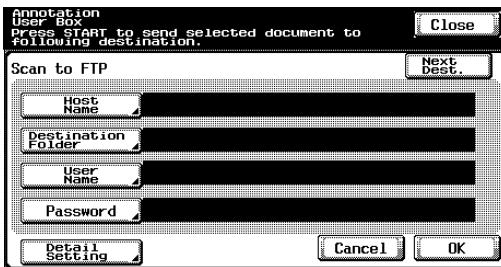 Annotation
User Box
Press START to send selected document to
following destination.
Close
Scan to FTP
Next
Dest.
Host
Name
Destination
Folder
User
Name
Password
Detail
Setting
Cancel
OK